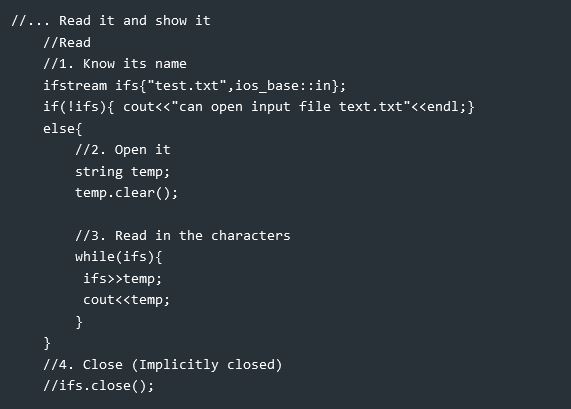 //... Read it and show it
    //Read
    //1. Know its name
    ifstream ifs{"test.txt",ios_base::in};
    if(!ifs){ cout<<"can open input file text.txt"<<endl;}
    else{
        //2. Open it
        string temp;
        temp.clear();

        //3. Read in the characters
        while(ifs){
         ifs>>temp;
         cout<<temp;
        }
    }
    //4. Close (Implicitly closed)
    //ifs.close();